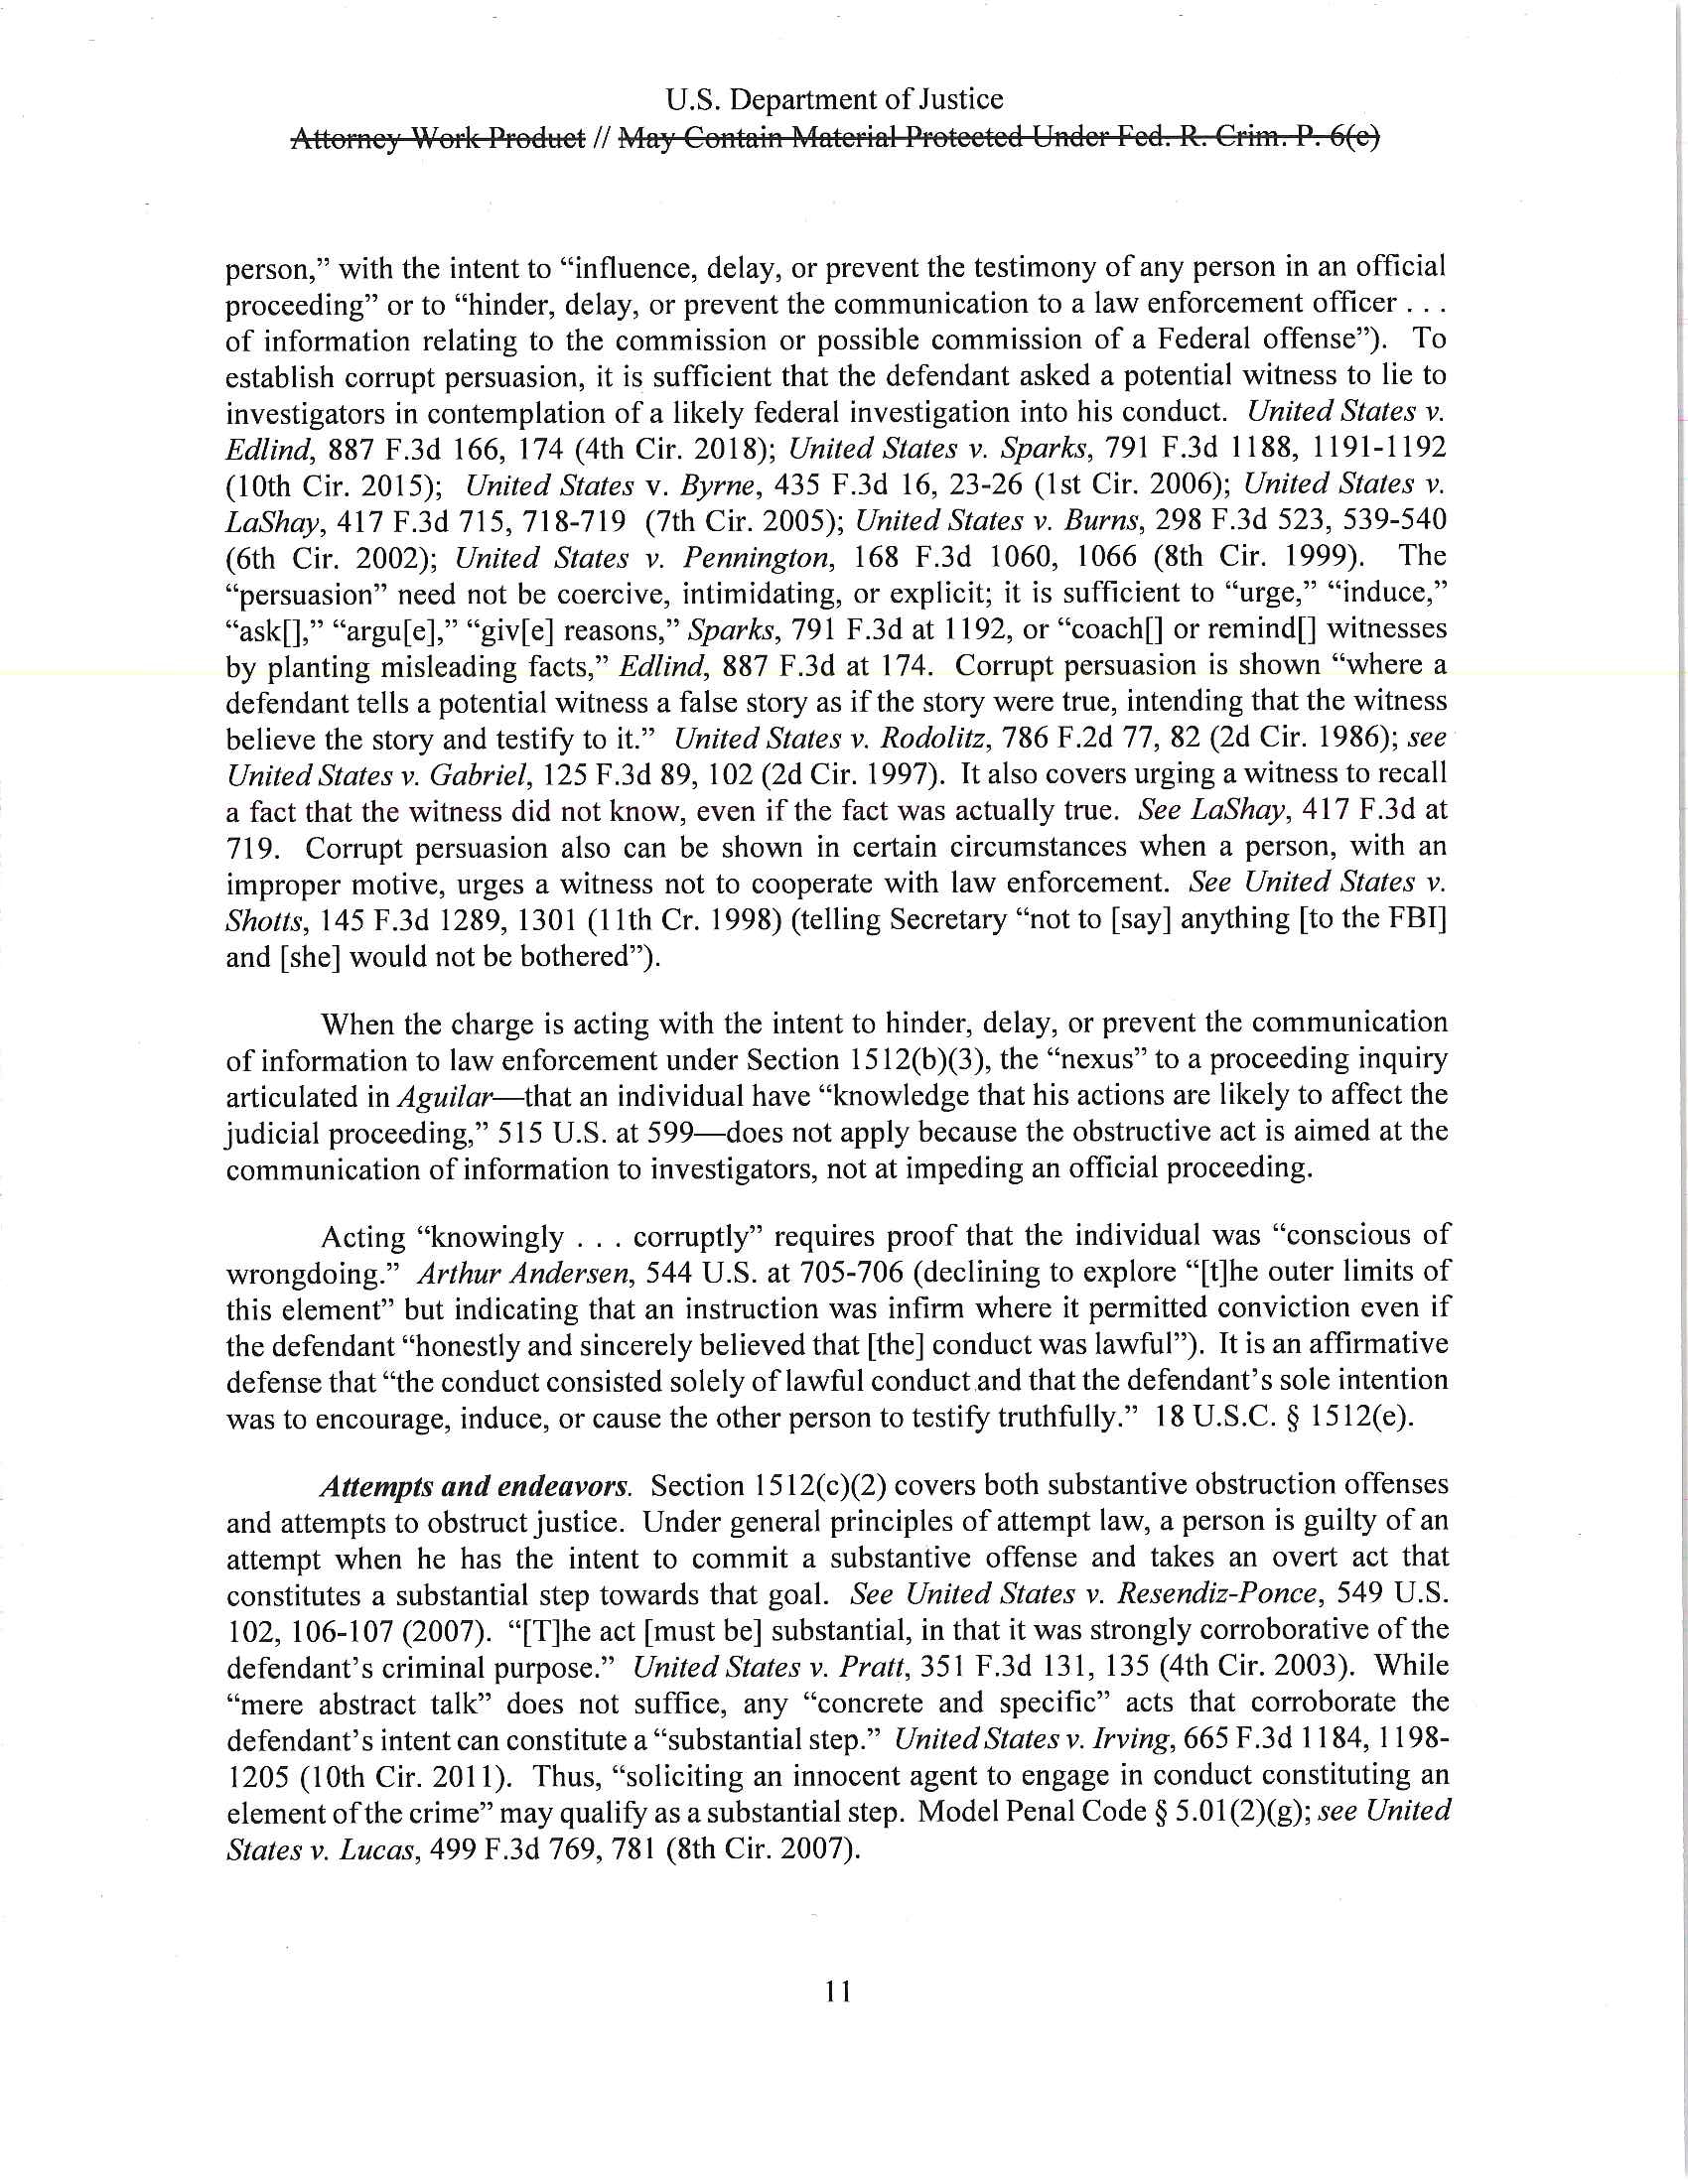 U.S. Department of Justice
Attorney Work Product // May Contain Material Protected Under Fed. R. Crim. P. 6(e)
person,” with the intent to “influence, delay, or prevent the testimony of any person in an official
proceeding” or to “hinder, delay, or prevent the communication to a law enforcement officer . . .
of information relating to the commission or possible commission of a Federal offense”). To
establish corrupt persuasion, it is sufficient that the defendant asked a potential witness to lie to
investigators in contemplation of a likely federal investigation into his conduct. United States v.
Edlind, 887 F.3d 166, 174 (4th Cir. 2018); United States v. Sparks, 791 F.3d 1188, 1191-1192
(10th Cir. 2015); United States v. Byrne, 435 F.3d 16, 23-26 (1st Cir. 2006); United States v.
LaShay, 417 F.3d 715, 718-719 (7th Cir. 2005); United States v. Burns, 298 F.3d 523, 539-540
(6th Cir. 2002); United States v. Pennington, 168 F.3d 1060, 1066 (8th Cir. 1999). The
“persuasion” need not be coercive, intimidating, or explicit; it is sufficient to “urge,” “induce,”
“ask[],” “argu[e],” “giv[e] reasons,” Sparks, 791 F.3d at 1192, or “coach[] or remind[] witnesses
by planting misleading facts,” Edlind, 887 F.3d at 174. Corrupt persuasion is shown “where a
defendant tells a potential witness a false story as if the story were true, intending that the witness
believe the story and testify to it.” United States v. Rodolitz, 786 F.2d 77, 82 (2d Cir. 1986); see
United States v. Gabriel, 125 F.3d 89, 102 (2d Cir. 1997). It also covers urging a witness to recall
a fact that the witness did not know, even if the fact was actually true. See LaShay, 417 F.3d at
719. Corrupt persuasion also can be shown in certain circumstances when a person, with an
improper motive, urges a witness not to cooperate with law enforcement. See United States v.
Shotts, 145 F.3d 1289, 1301 (11th Cr. 1998) (telling Secretary “not to [say] anything [to the FBI]
and [she] would not be bothered”).
When the charge is acting with the intent to hinder, delay, or prevent the communication
of information to law enforcement under Section 1512(b)(3), the “nexus” to a proceeding inquiry
articulated in Aguilar—that an individual have “knowledge that his actions are likely to affect the
judicial proceeding,” 515 U.S. at 599—does not apply because the obstructive act is aimed at the
communication of information to investigators, not at impeding an official proceeding.
Acting “knowingly . . . corruptly” requires proof that the individual was “conscious of
wrongdoing.” Arthur Andersen, 544 U.S. at 705-706 (declining to explore “[t]he outer limits of
this element” but indicating that an instruction was infirm where it permitted conviction even if
the defendant “honestly and sincerely believed that [the] conduct was lawful”). It is an affirmative
defense that “the conduct consisted solely of lawful conduct and that the defendant’s sole intention
was to encourage, induce, or cause the other person to testify truthfully.” 18 U.S.C. § 1512(e).
Attempts and endeavors. Section 1512(c)(2) covers both substantive obstruction offenses
and attempts to obstruct justice. Under general principles of attempt law, a person is guilty of an
attempt when he has the intent to commit a substantive offense and takes an overt act that
constitutes a substantial step towards that goal. See United States v. Resendiz-Ponce, 549 U.S.
102, 106-107 (2007). “[T]he act [must be] substantial, in that it was strongly corroborative of the
defendant’s criminal purpose.” United States v. Pratt, 351 F.3d 131, 135 (4th Cir. 2003). While
“mere abstract talk” does not suffice, any “concrete and specific” acts that corroborate the
defendant’s intent can constitute a “substantial step.” United States v. Irving, 665 F.3d 1184, 1198-
1205 (10th Cir. 2011). Thus, “soliciting an innocent agent to engage in conduct constituting an
element of the crime” may qualify as a substantial step. Model Penal Code § 5.01(2)(g); see United
States v. Lucas, 499 F.3d 769, 781 (8th Cir. 2007).
11